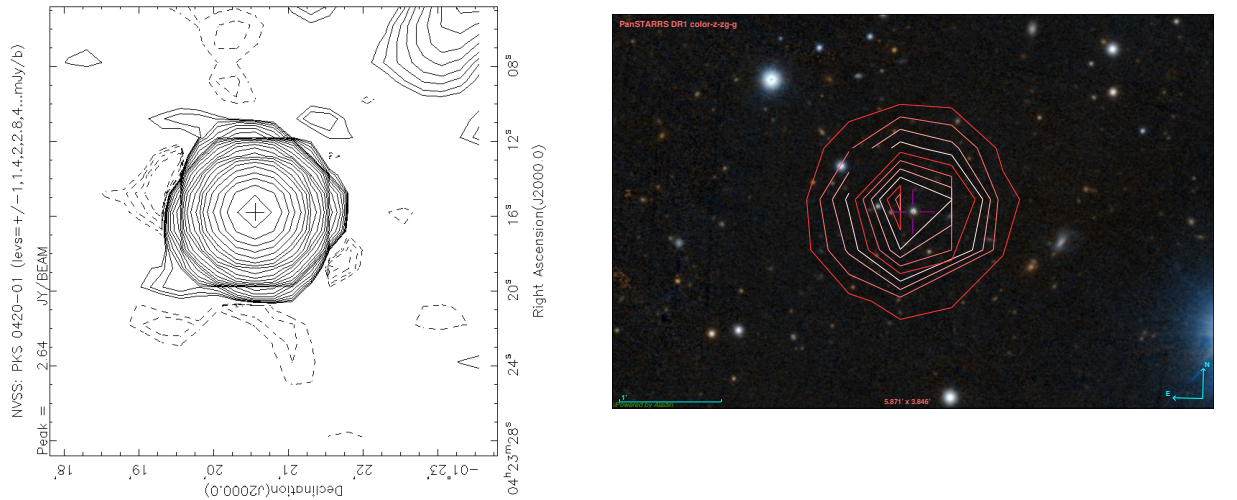 NVSS: PKS 0420-01 (levs=+/-1,1.4,2,2.8,4...mJy/b)
Peak = 2.64 JY/BEAM
08s
12s
16s
20s
24s
04h23m28s
Right Ascension(J2000.0)
18'
19'
20'
21'
22'
-01°23'
Declination(J2000.0)
PanSTARRS DR1 color-z-zg-g
1'
Powered by Aladin
5.871' x 3.846'
N
E